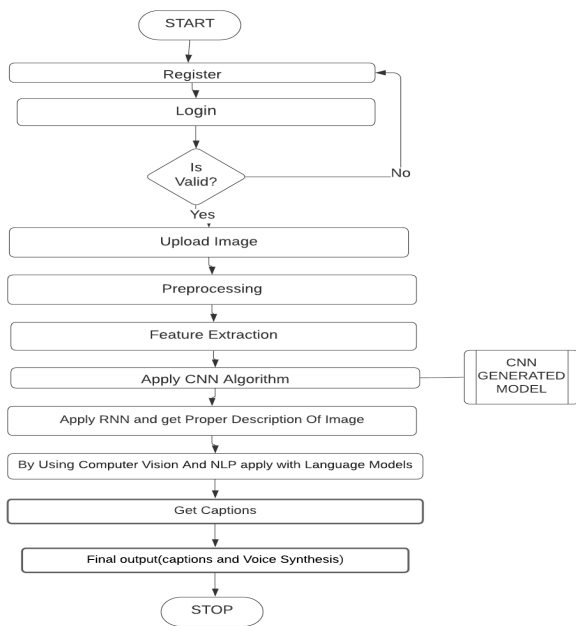 START
Register
Login
Is
Valid?
No
Yes
Upload Image
Preprocessing
Feature Extraction
Apply CNN Algorithm
CNN
GENERATED
MODEL
Apply RNN and get Proper Description Of Image
By Using Computer Vision And NLP apply with Language Models
Get Captions
Final output(captions and Voice Synthesis)
STOP